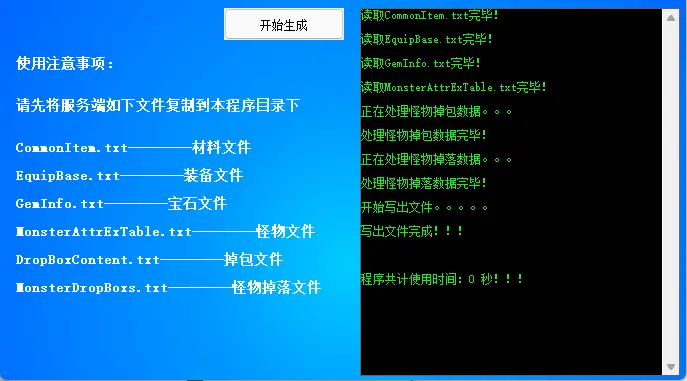 开始生成
使用注意事项：
请先将服务端如下文件复制到本程序目录下
CommonItem.txt————材料文件
EquipBase.txt————装备文件
GemInfo.txt————宝石文件
MonsterAttrExTable.txt————怪物文件
DropBoxContent.txt————掉包文件
MonsterDropBoxs.txt————怪物掉落文件
读取CommonItem.txt完毕！
读取EquipBase.txt完毕！
读取GemInfo.txt完毕！
读取MonsterAttrExTable.txt完毕！
正在处理怪物掉包数据。。。
处理怪物掉包数据完毕！
正在处理怪物掉落数据。。。
处理怪物掉落数据完毕！
开始写出文件。。。。。
写出文件完成！！！
程序共计使用时间：0 秒！！！